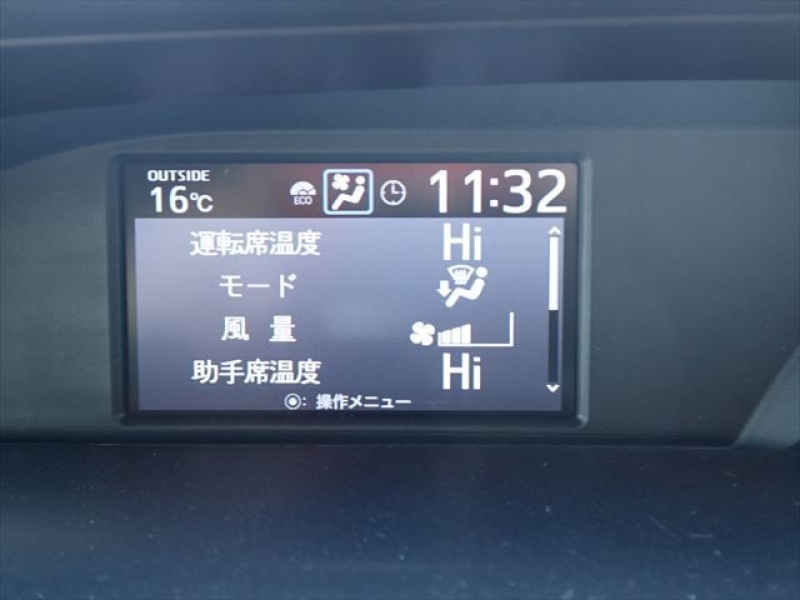 OUTSIDE
16℃ ECO 11:32
運転席温度 Hi
モード
風 量
助手席温度 Hi
◉: 操作メニュー